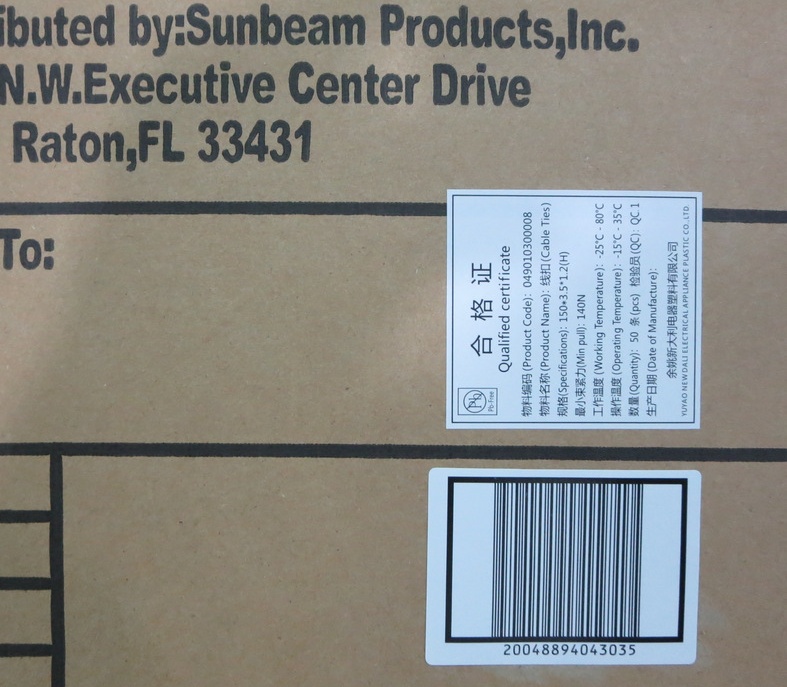 ibuted by:Sunbeam Products,Inc.
N.W.Executive Center Drive
Raton,FL 33431
To:
合格证
Qualified certificate
Pb
Pb-Free
物料编码(Product Code): 049010300008
物料名称(Product Name): 线扣(Cable Ties)
规格(Specifications): 150*3.5*1.2(H)
最小束紧力(Min pull): 140N
工作温度(Working Temperature): -25℃ - 80℃
操作温度(Operating Temperature): -15℃ - 35℃
数量(Quantity): 50 条(pcs) 检验员(QC): QC.1
生产日期(Date of Manufacture):
余姚新大利电器塑料有限公司
YUYAO NEW DALI ELECTRICAL APPLIANCE PLASTIC CO.,LTD.
20048894043035